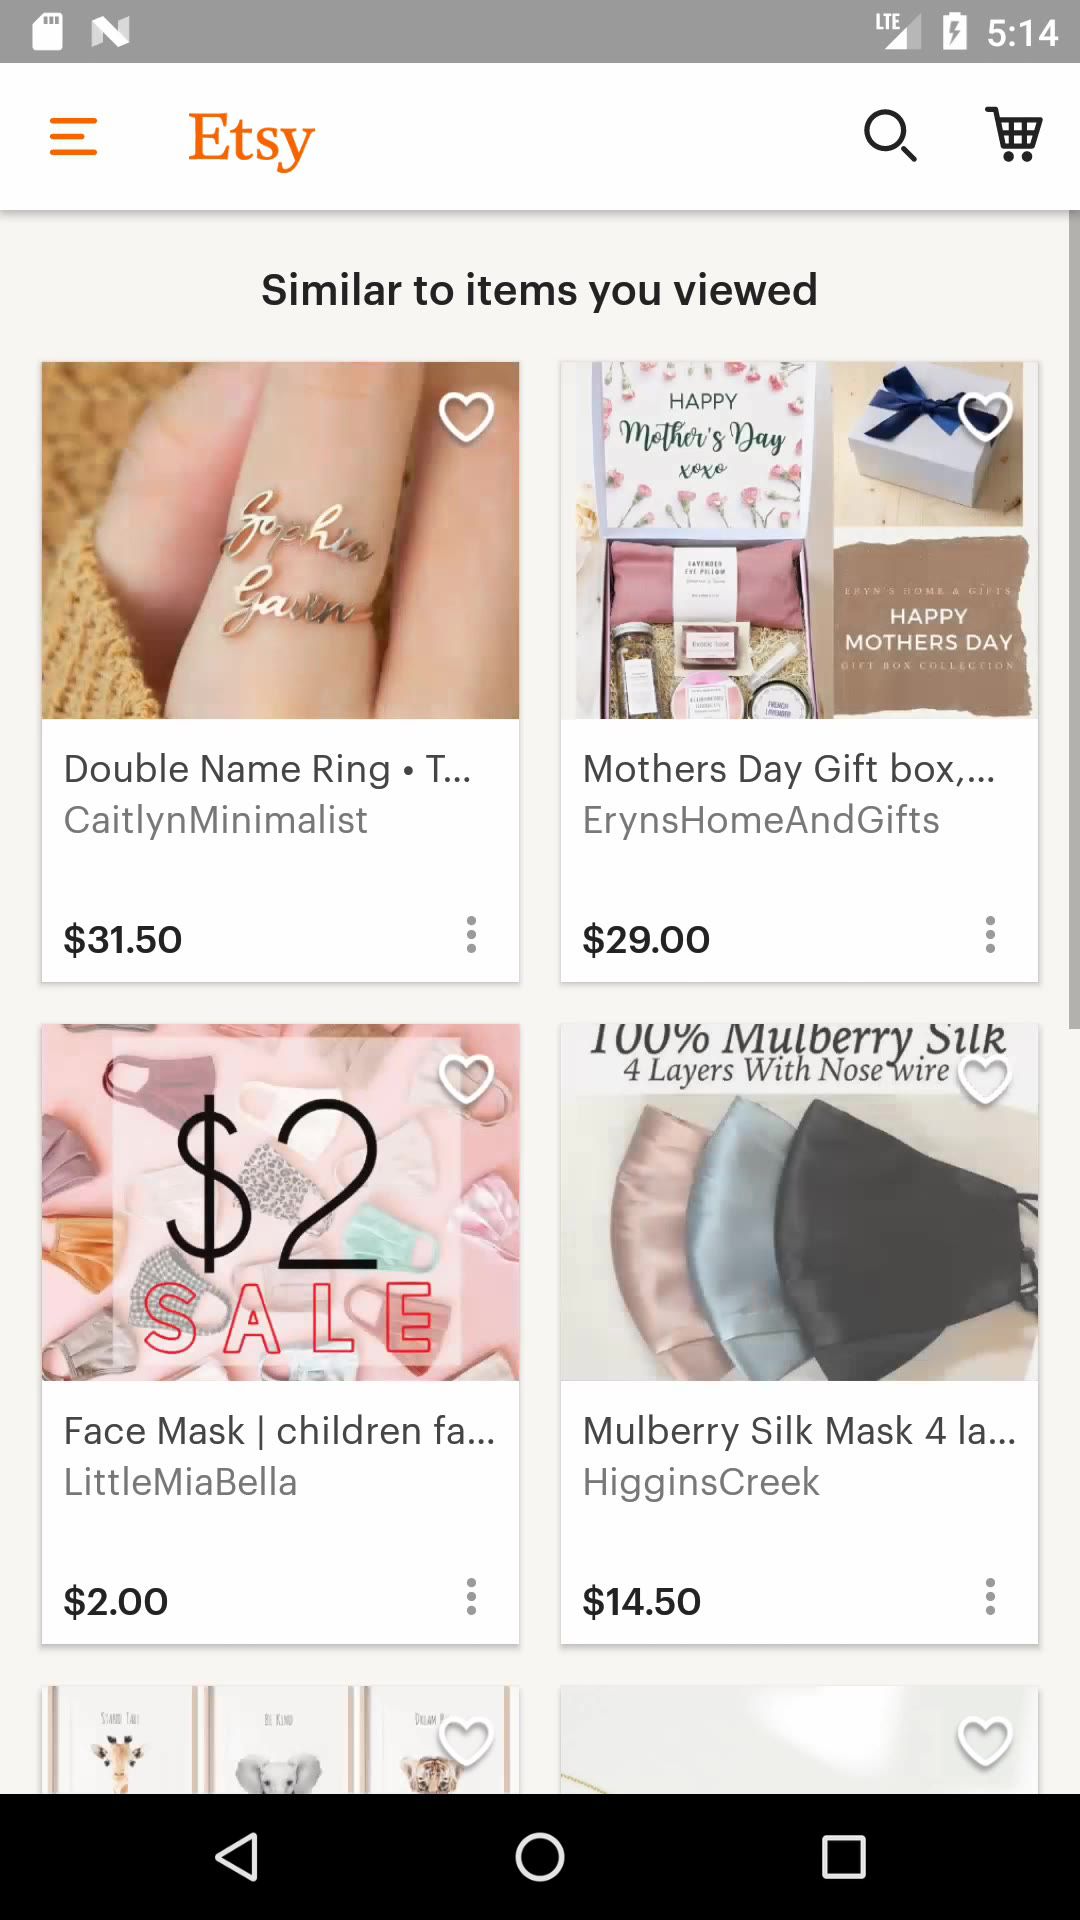 LTE
5:14
Etsy
Similar to items you viewed
Sophia
Gavin
HAPPY
Mother's Day
xoxo
LAVENDER
EYE PILLOW
ERYN'S HOME & GIFTS
HAPPY
MOTHERS DAY
GIFT BOX COLLECTION
FRENCH
LAVENDER
Double Name Ring • T...
CaitlynMinimalist
$31.50
Mothers Day Gift box,...
ErynsHomeAndGifts
$29.00
$2
SALE
100% Mulberry Silk
4 Layers With Nose wire
Face Mask | children fa...
LittleMiaBella
$2.00
Mulberry Silk Mask 4 la...
HigginsCreek
$14.50
STAND TALL
BE KIND
DREAM